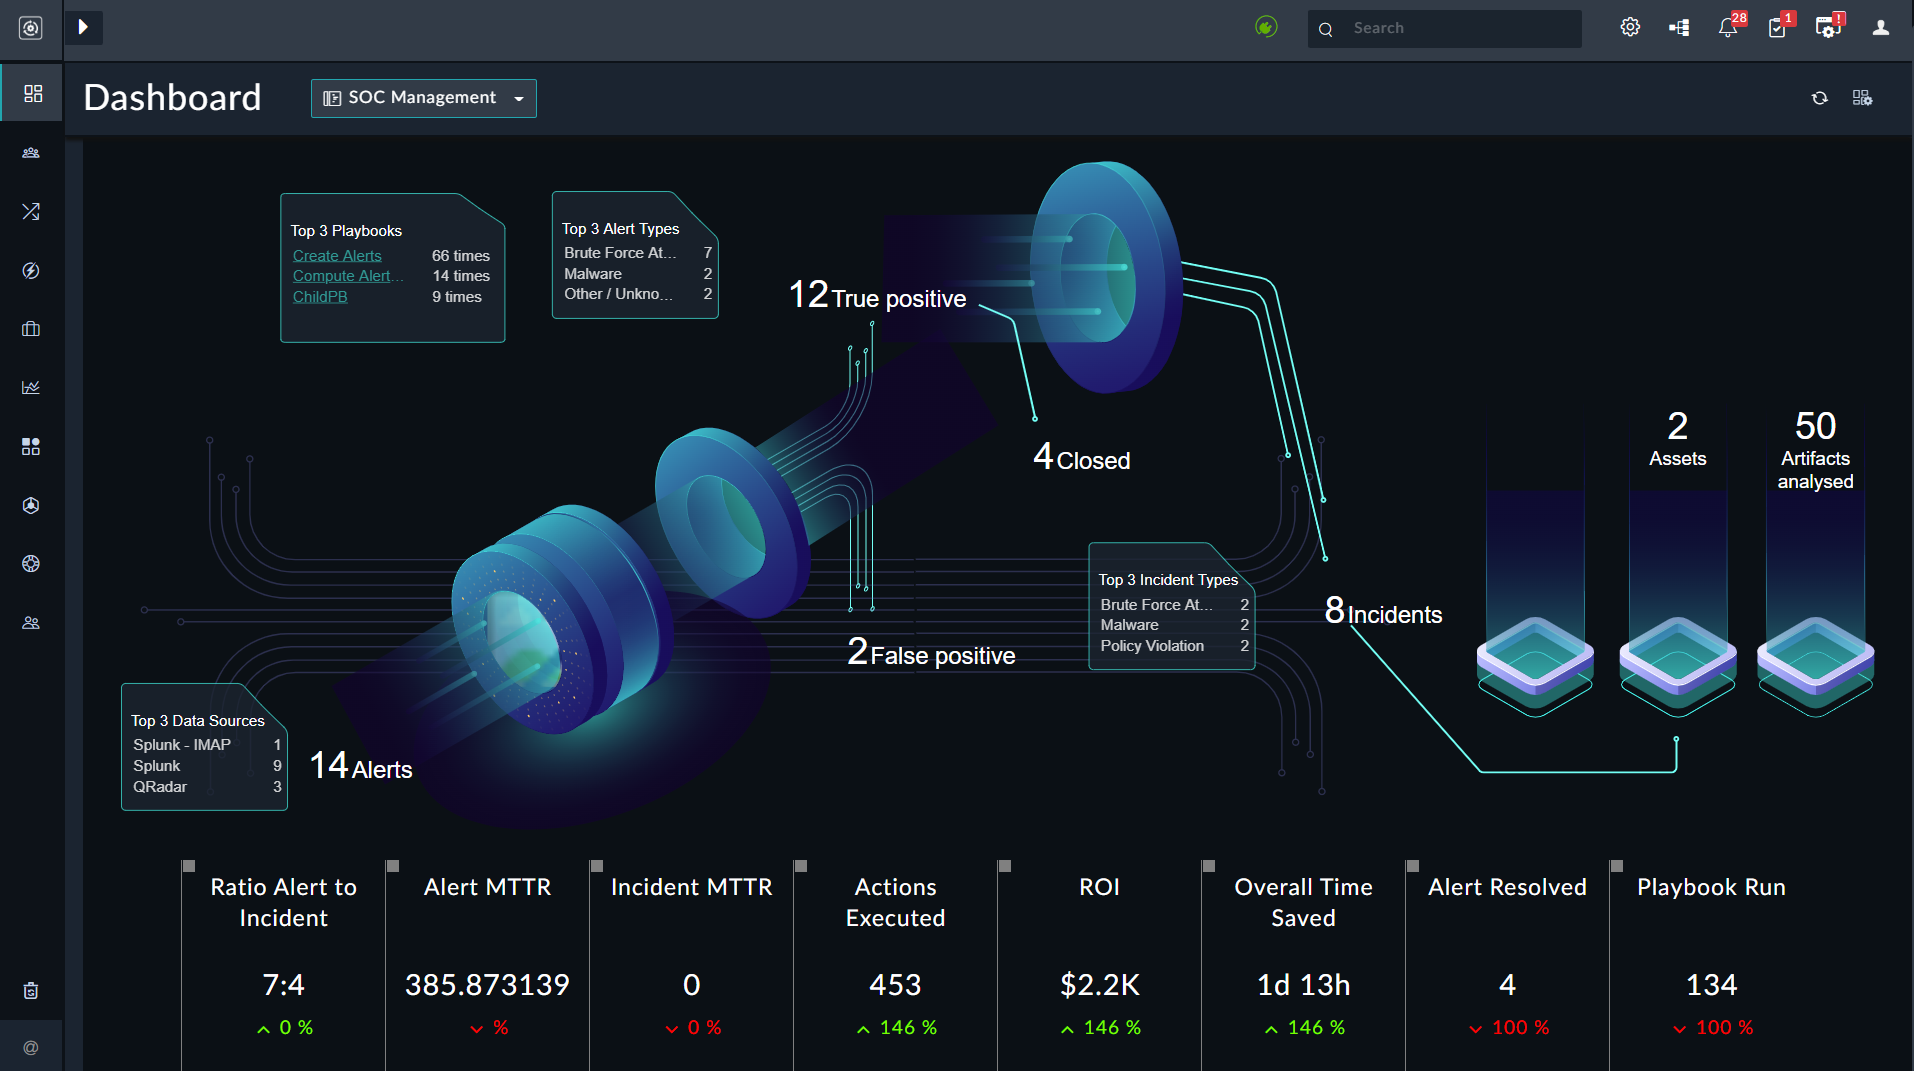 Search
28
1
!
Dashboard
SOC Management
Top 3 Playbooks
Create Alerts 66 times
Compute Alert... 14 times
ChildPB 9 times
Top 3 Alert Types
Brute Force At... 7
Malware 2
Other / Unkno... 2
12 True positive
4 Closed
2
Assets
50
Artifacts
analysed
Top 3 Incident Types
Brute Force At... 2
Malware 2
Policy Violation 2
8 Incidents
2 False positive
Top 3 Data Sources
Splunk - IMAP 1
Splunk 9
QRadar 3
14 Alerts
Ratio Alert to
Incident
7:4
0 %
Alert MTTR
385.873139
%
Incident MTTR
0
0 %
Actions
Executed
453
146 %
ROI
$2.2K
146 %
Overall Time
Saved
1d 13h
146 %
Alert Resolved
4
100 %
Playbook Run
134
100 %
@